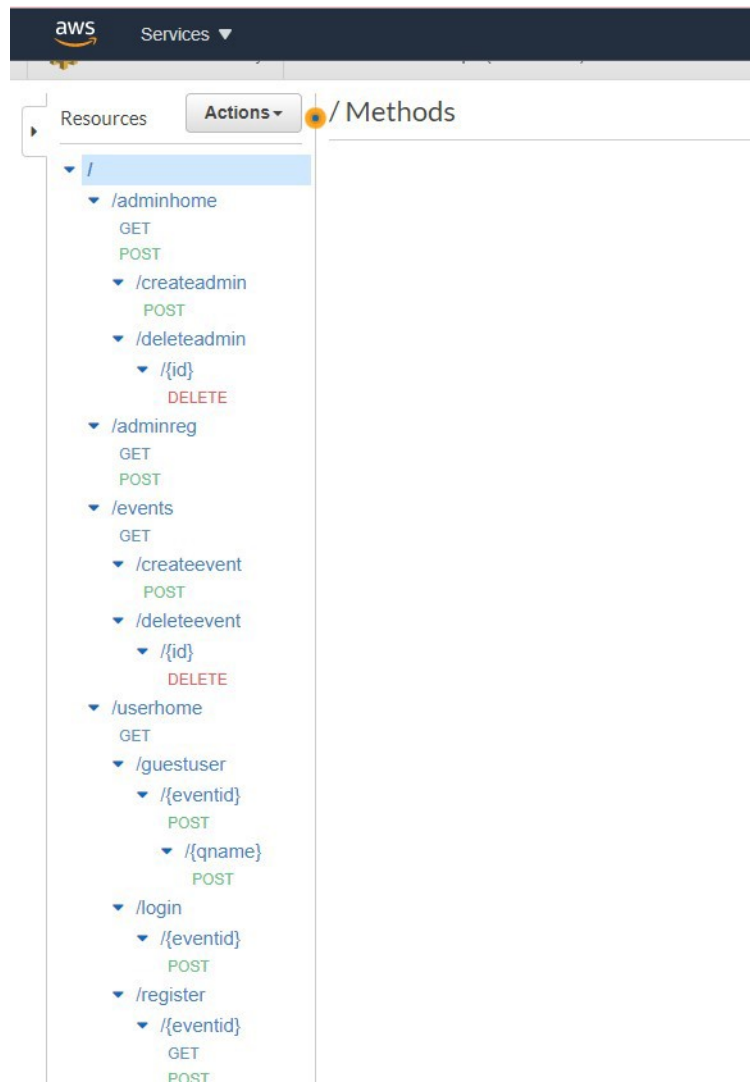 aws Services
Resources Actions / Methods
/
/adminhome
GET
POST
/createadmin
POST
/deleteadmin
/{id}
DELETE
/adminreg
GET
POST
/events
GET
/createevent
POST
/deleteevent
/{id}
DELETE
/userhome
GET
/guestuser
/{eventid}
POST
/{qname}
POST
/login
/{eventid}
POST
/register
/{eventid}
GET
POST